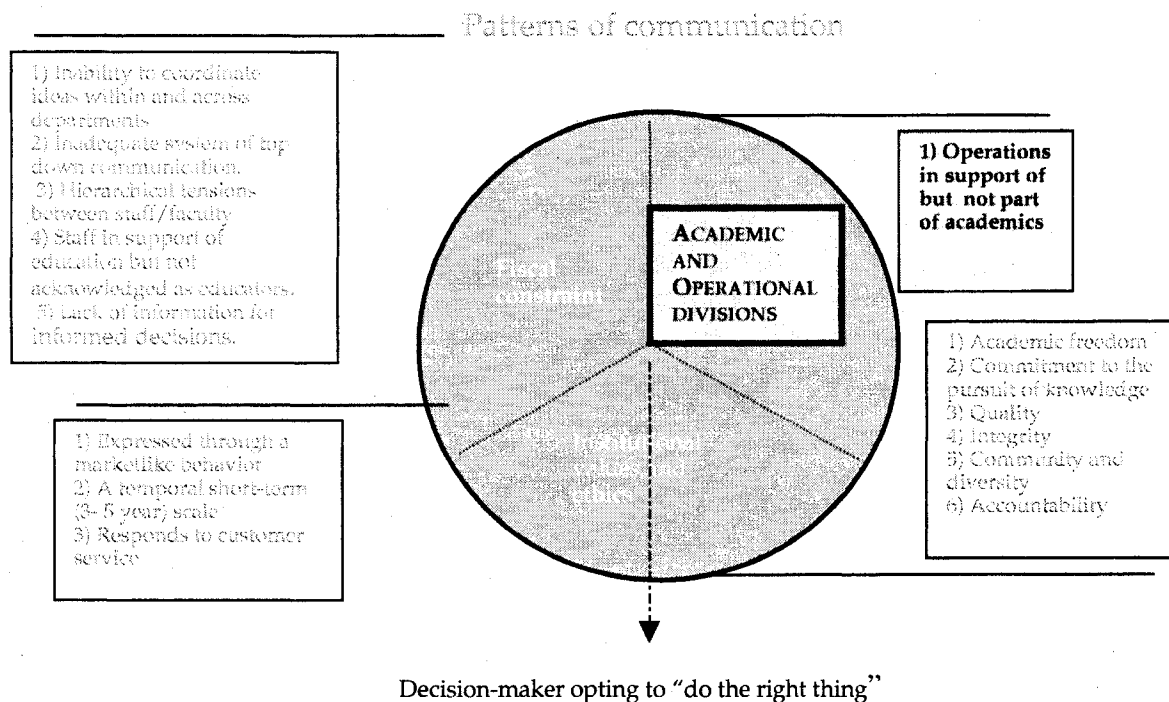 Patterns of communication
1) Inability to coordinate
ideas within and across
departments
2) Inadequate system of top
down communication.
3) Hierarchical tensions
between staff/faculty
4) Staff in support of
education but not
acknowledged as educators.
5) Lack of information for
informed decisions.
1) Operations
in support of
but not part
of academics
ACADEMIC
AND
OPERATIONAL
DIVISIONS
Fiscal
constraint
1) Academic freedom
2) Commitment to the
pursuit of knowledge
3) Quality
4) Integrity
5) Community and
diversity
6) Accountability
1) Expressed through a
marketlike behavior
2) A temporal short-term
(3- 5 year) scale
3) Responds to customer
service
ethics
Decision-maker opting to “do the right thing”